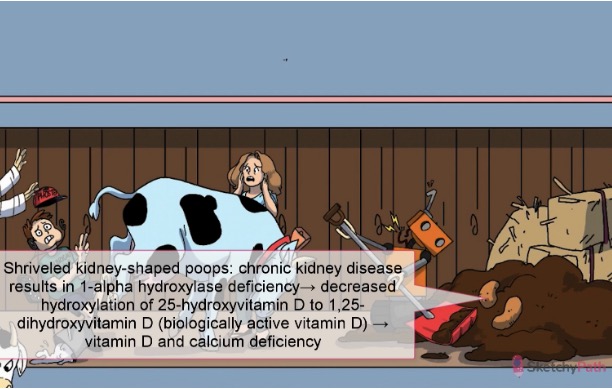 Shriveled kidney-shaped poops: chronic kidney disease
results in 1-alpha hydroxylase deficiency→ decreased
hydroxylation of 25-hydroxyvitamin D to 1,25-
dihydroxyvitamin D (biologically active vitamin D) →
vitamin D and calcium deficiency
SketchyPath